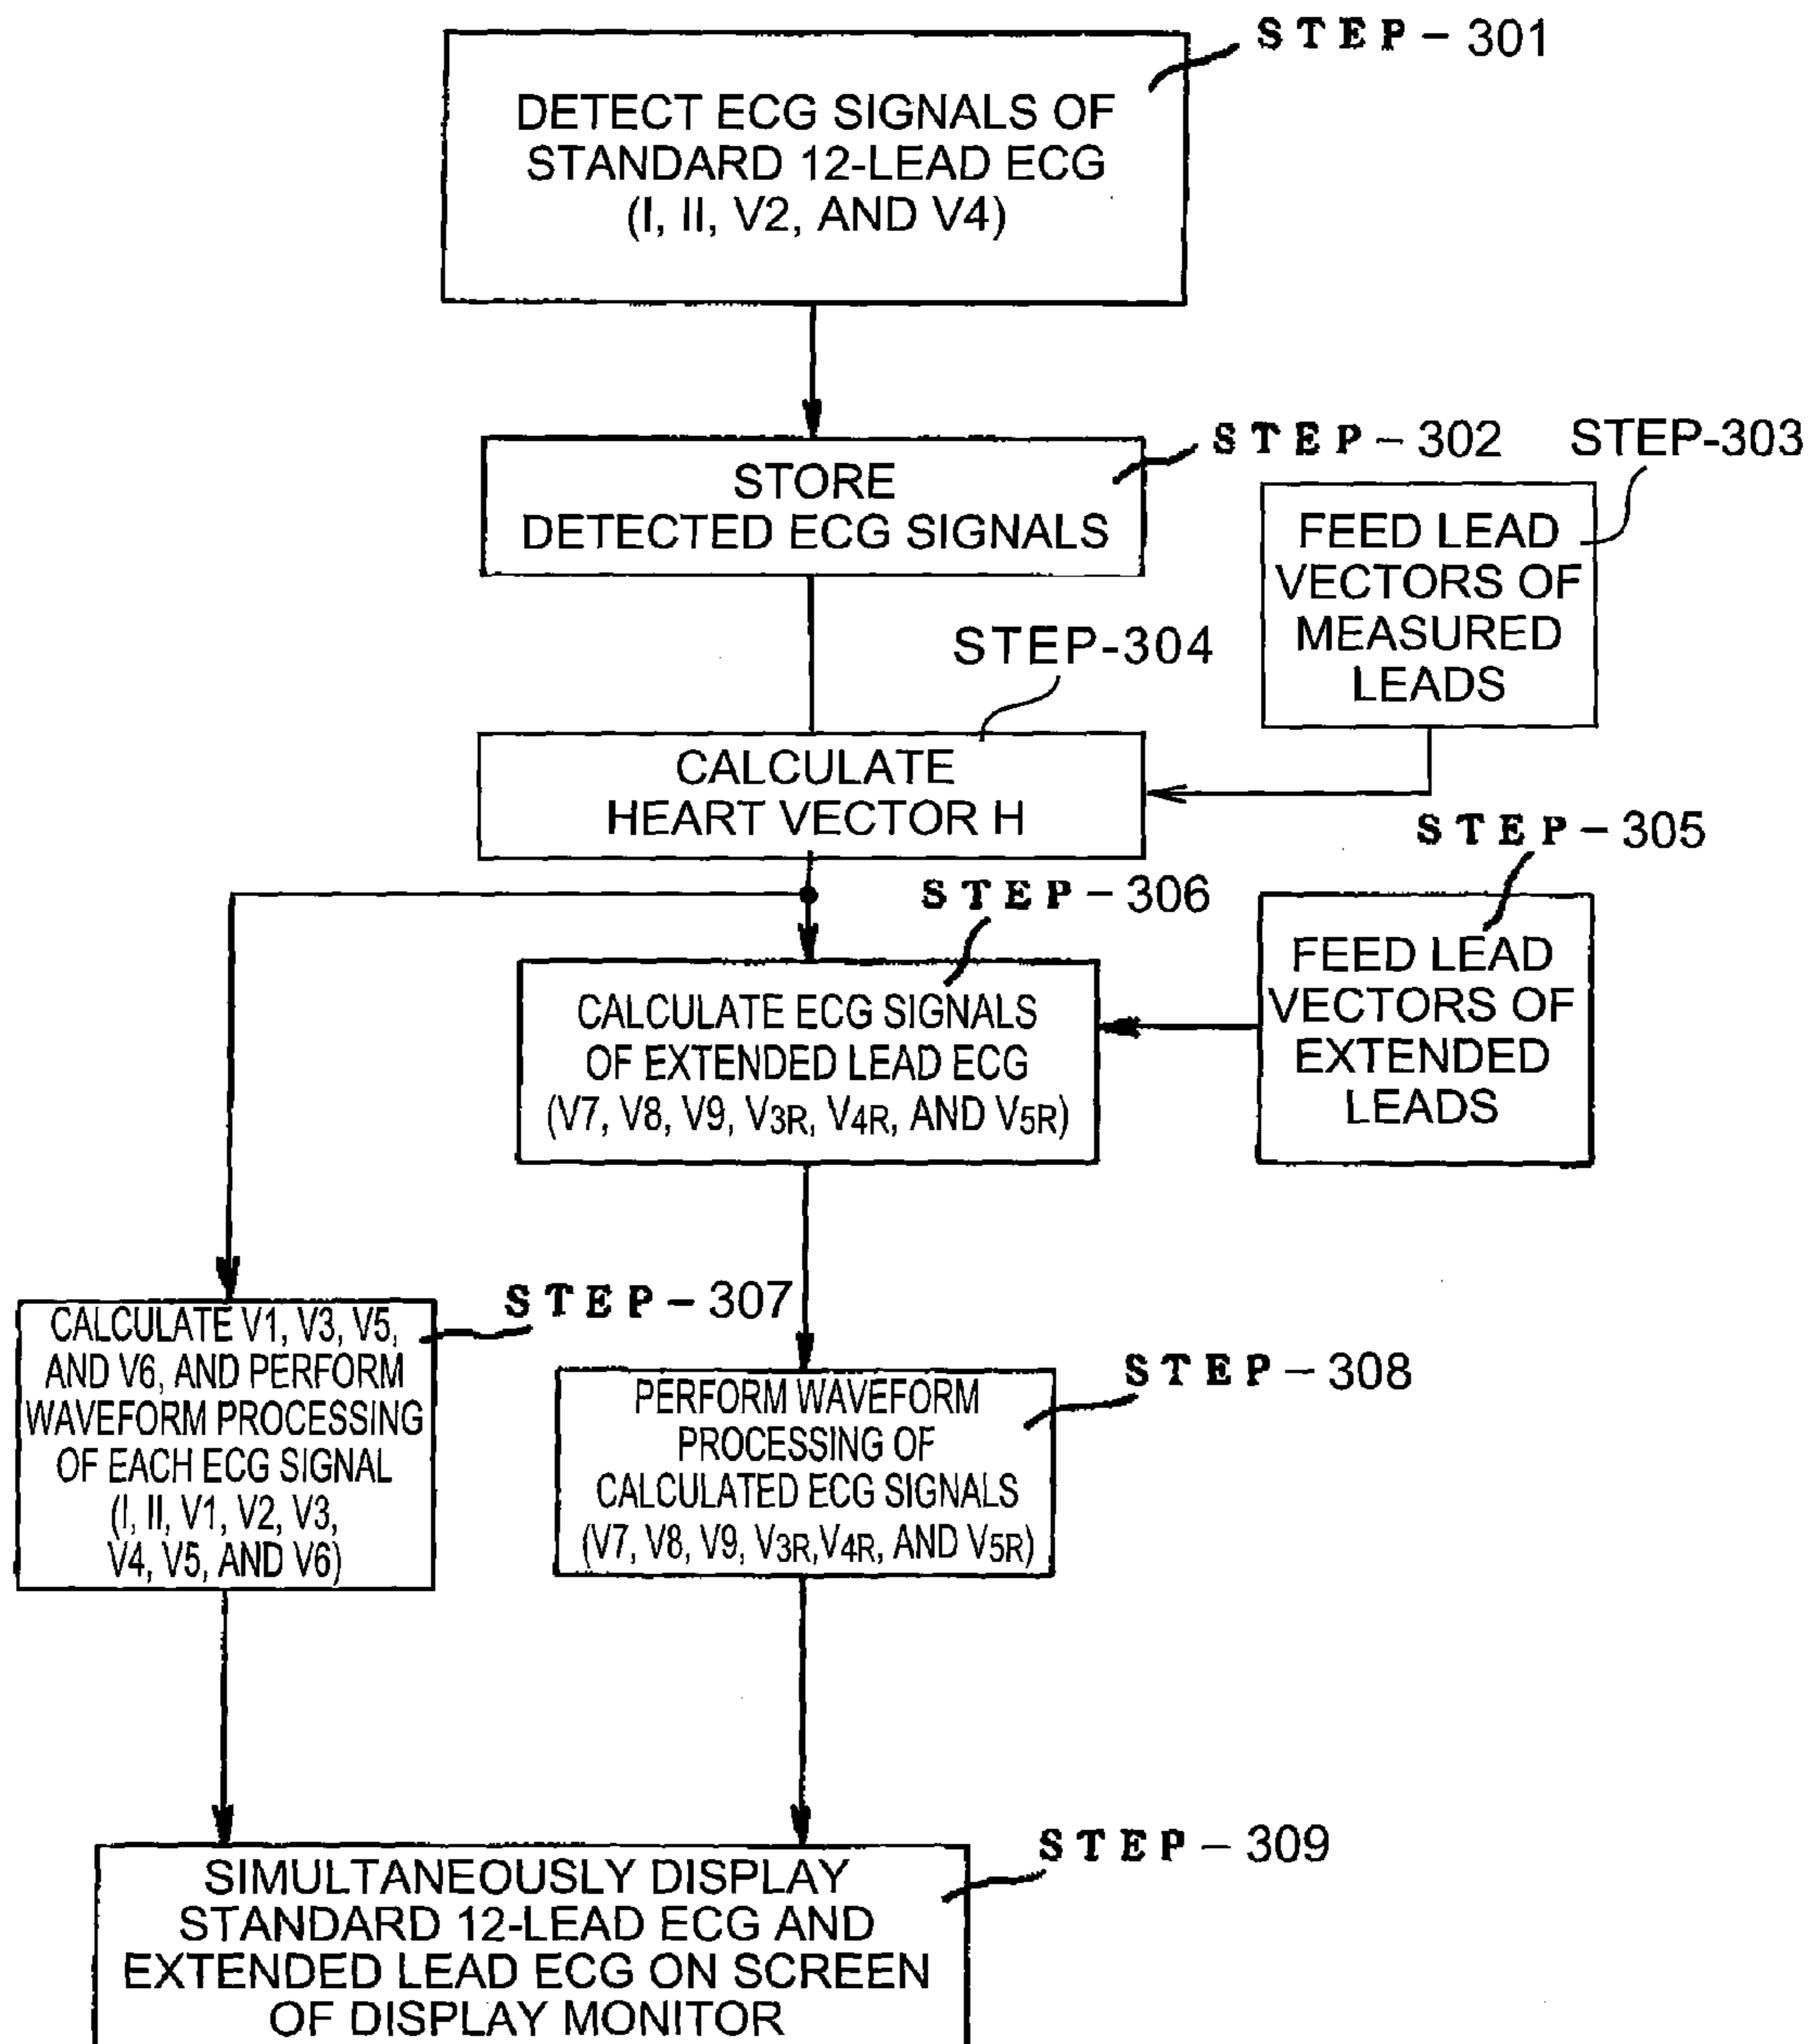 STEP-301
DETECT ECG SIGNALS OF
STANDARD 12-LEAD ECG
(I, II, V2, AND V4)
STEP-302
STORE
DETECTED ECG SIGNALS
STEP-303
FEED LEAD
VECTORS OF
MEASURED
LEADS
STEP-304
CALCULATE
HEART VECTOR H
STEP-305
FEED LEAD
VECTORS OF
EXTENDED
LEADS
STEP-306
CALCULATE ECG SIGNALS
OF EXTENDED LEAD ECG
(V7, V8, V9, V3R, V4R, AND V5R)
STEP-307
CALCULATE V1, V3, V5,
AND V6, AND PERFORM
WAVEFORM PROCESSING
OF EACH ECG SIGNAL
(I, II, V1, V2, V3,
V4, V5, AND V6)
STEP-308
PERFORM WAVEFORM
PROCESSING OF
CALCULATED ECG SIGNALS
(V7, V8, V9, V3R,V4R, AND V5R)
STEP-309
SIMULTANEOUSLY DISPLAY
STANDARD 12-LEAD ECG AND
EXTENDED LEAD ECG ON SCREEN
OF DISPLAY MONITOR